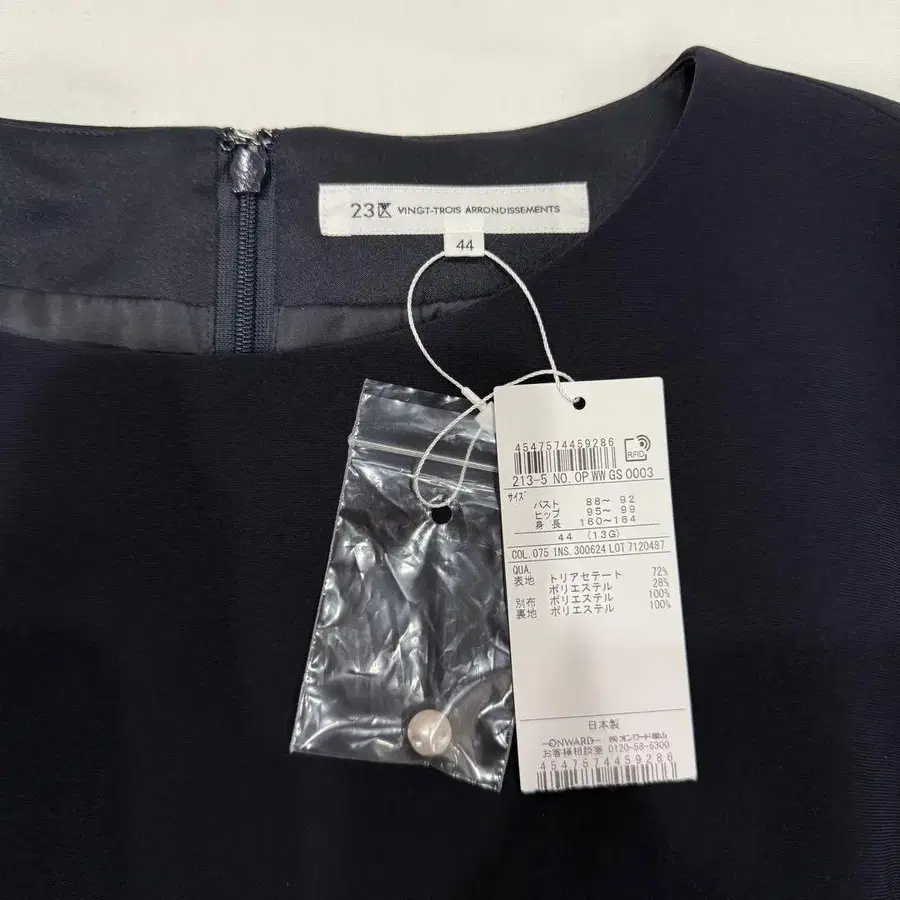 23区 VINGT-TROIS ARRONDISSEMENTS
44
4547574459286
RFID
213-5 NO. OP WW GS 0003
サイズ
バスト 88～ 92
ヒップ 95～ 99
身長 160～164
44 (13G)
COL. 075 INS. 300624 LOT 7120487
QUA.
表地 トリアセテート 72%
ポリエステル 28%
別布 ポリエステル 100%
裏地 ポリエステル 100%
日本製
ONWARD ㈱オンワード樫山
お客様相談室 0120-58-6300
4547574459286